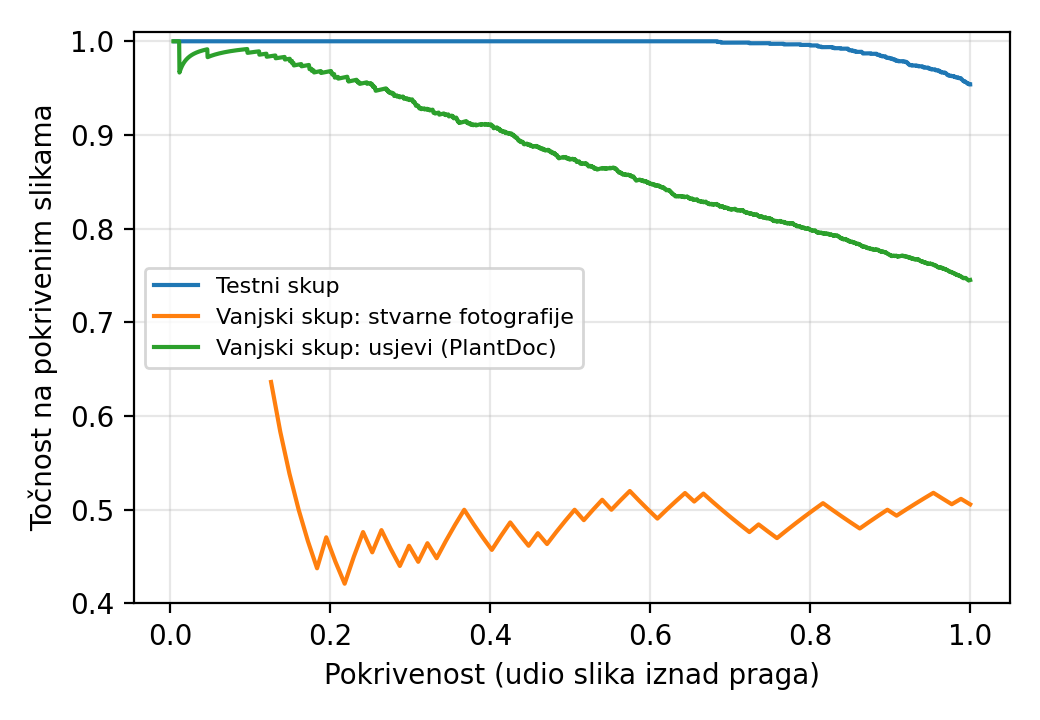 1.0
0.9
0.8
0.7
0.6
0.5
0.4
Točnost na pokrivenim slikama
Testni skup
Vanjski skup: stvarne fotografije
Vanjski skup: usjevi (PlantDoc)
0.0 0.2 0.4 0.6 0.8 1.0
Pokrivenost (udio slika iznad praga)